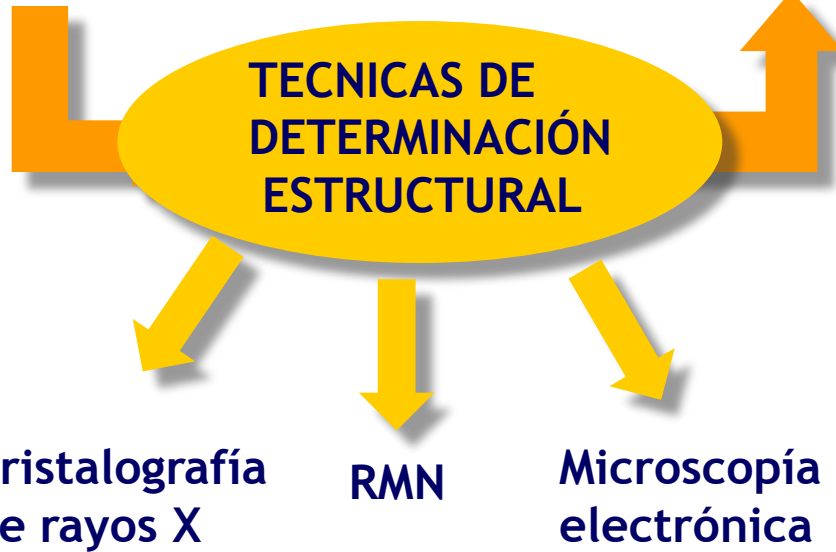 TECNICAS DE
DETERMINACIÓN
ESTRUCTURAL
ristalografía
e rayos X
RMN
Microscopía
electrónica